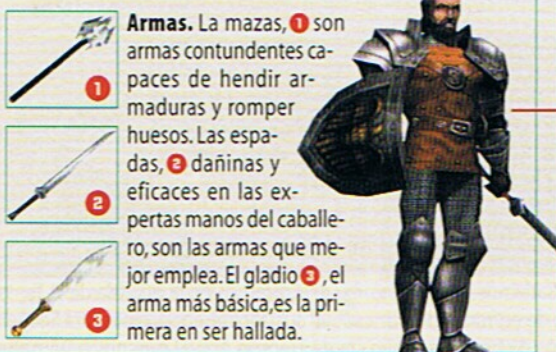 Armas. La mazas, 1 son
armas contundentes ca-
paces de hendir ar-
maduras y romper
huesos. Las espa-
das, 2 dañinas y
eficaces en las ex-
pertas manos del caballe-
ro, son las armas que me-
jor emplea. El gladio 3, el
arma más básica, es la pri-
mera en ser hallada.
1
2
3